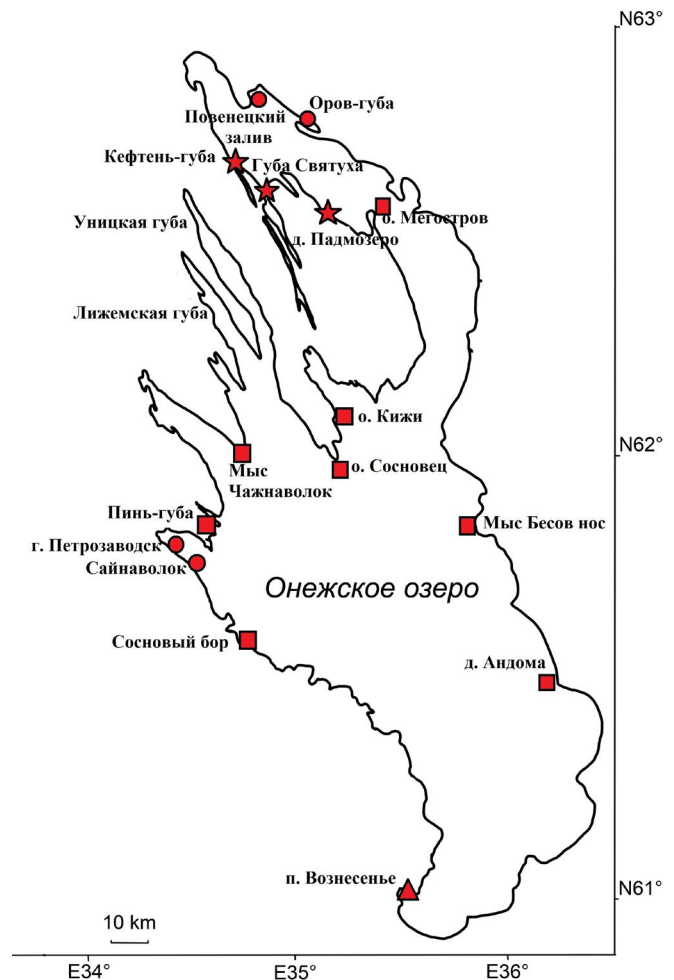 N63°
Оров-губа
Повенецкий
залив
Кефтень-губа
Губа Святуха
о. Мегостров
Уницкая губа
д. Падмозеро
Лижемская губа
о. Кижи
N62°
о. Сосновец
Мыс
Чажнаволок
Пинь-губа
Мыс Бесов нос
г. Петрозаводск
Сайнаволок
Онежское озеро
Сосновый бор
д. Андома
п. Вознесенье
N61°
10 km
E34°
E35°
E36°